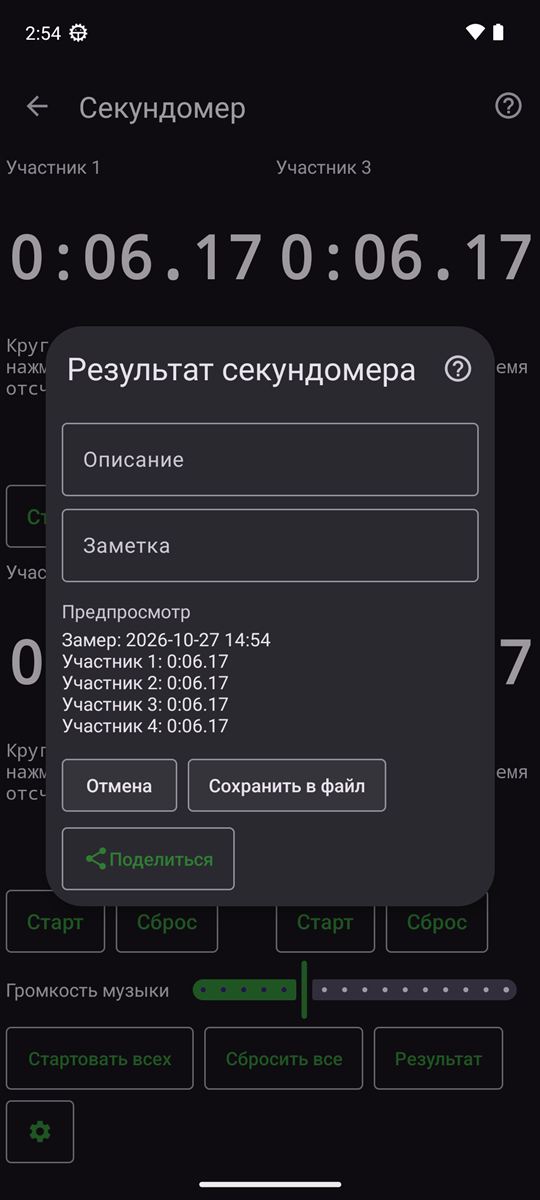 2:54
Секундомер
Участник 1
Участник 3
0:06.17
0:06.17
Результат секундомера
Описание
Заметка
Предпросмотр
Замер: 2026-10-27 14:54
Участник 1: 0:06.17
Участник 2: 0:06.17
Участник 3: 0:06.17
Участник 4: 0:06.17
Отмена
Сохранить в файл
Поделиться
Старт
Сброс
Старт
Сброс
Громкость музыки
Стартовать всех
Сбросить все
Результат